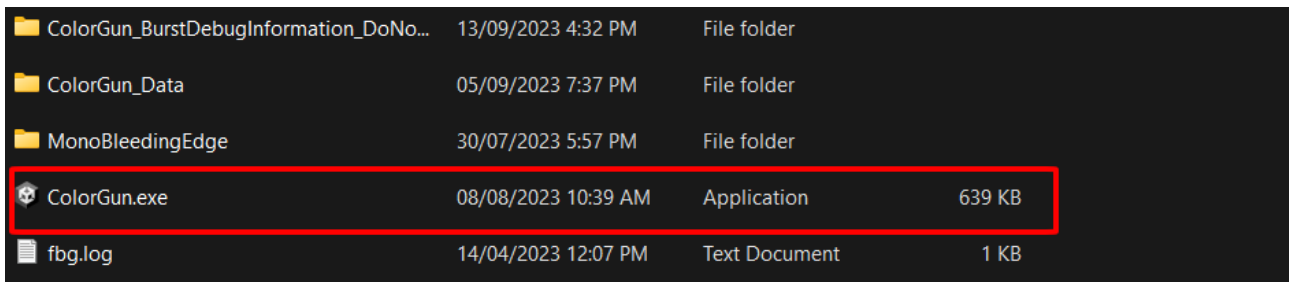 ColorGun_BurstDebugInformation_DoNo... 13/09/2023 4:32 PM File folder
ColorGun_Data 05/09/2023 7:37 PM File folder
MonoBleedingEdge 30/07/2023 5:57 PM File folder
ColorGun.exe 08/08/2023 10:39 AM Application 639 KB
fbg.log 14/04/2023 12:07 PM Text Document 1 KB